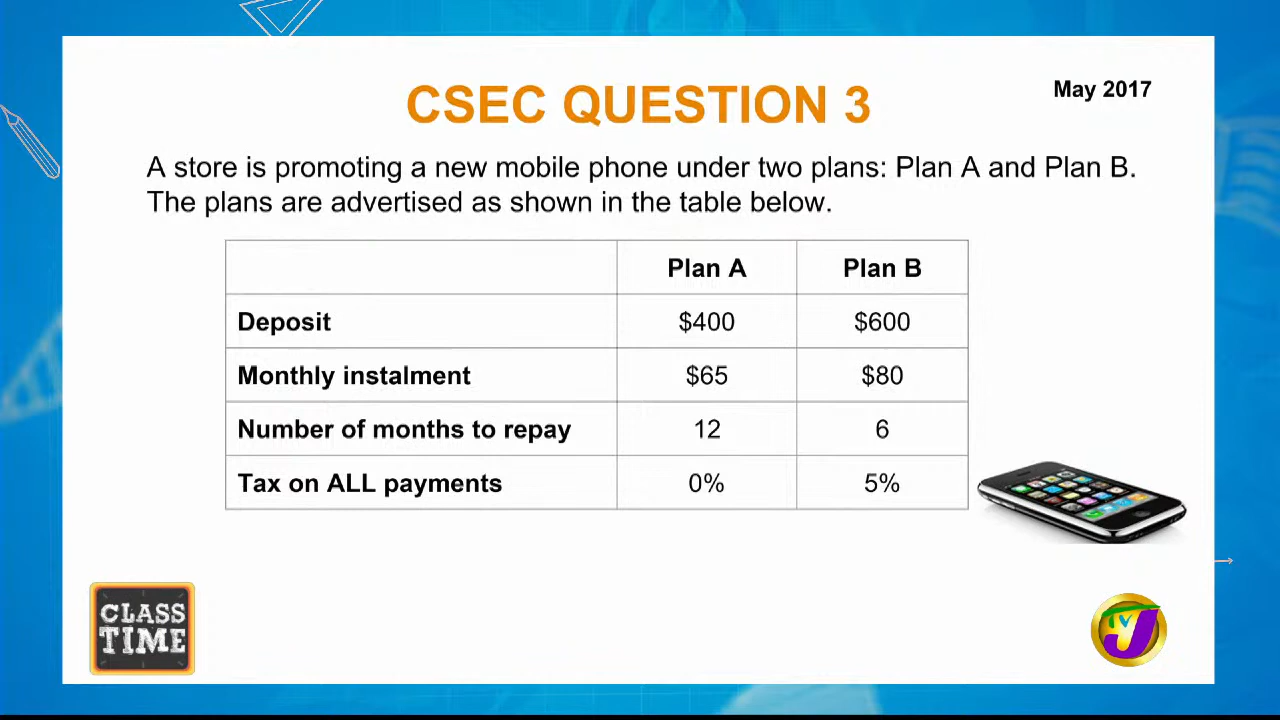 CSEC QUESTION 3
May 2017
A store is promoting a new mobile phone under two plans: Plan A and Plan B.
The plans are advertised as shown in the table below.
Plan A Plan B
Deposit $400 $600
Monthly instalment $65 $80
Number of months to repay 12 6
Tax on ALL payments 0% 5%
CLASS
TIME
TVJ